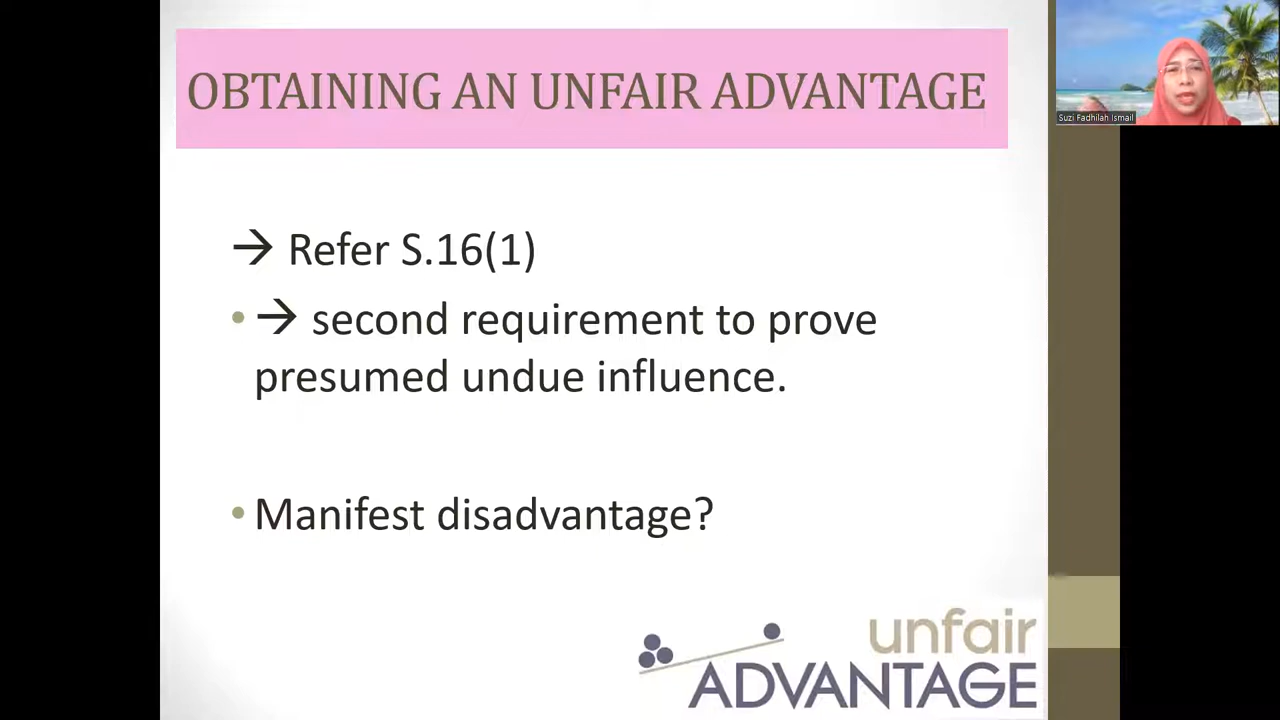 OBTAINING AN UNFAIR ADVANTAGE
Suzi Fadhilah Ismail
→ Refer S.16(1)
• → second requirement to prove
presumed undue influence.
• Manifest disadvantage?
unfair
ADVANTAGE